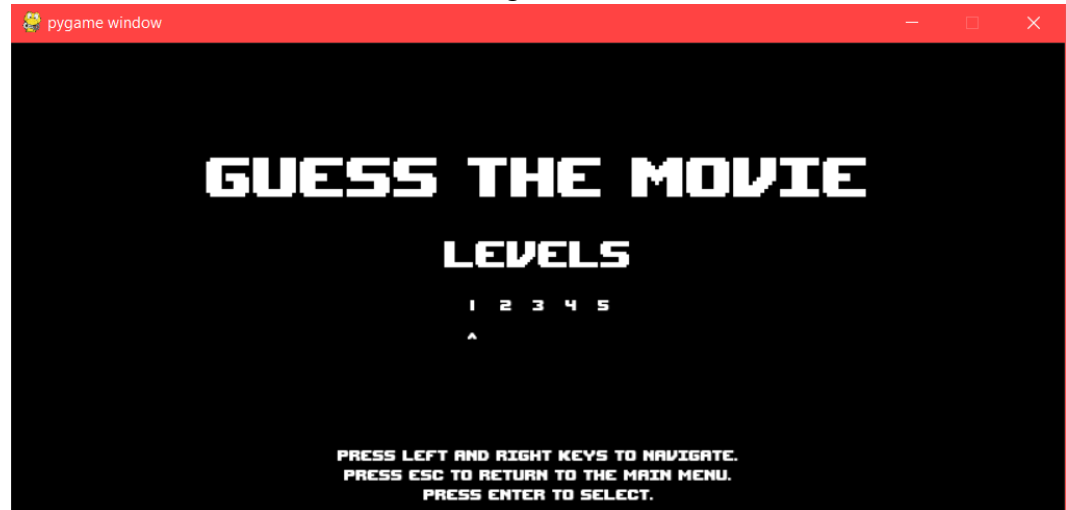 pygame window
GUESS THE MOVIE
LEVELS
1 2 3 4 5
^
PRESS LEFT AND RIGHT KEYS TO NAVIGATE.
PRESS ESC TO RETURN TO THE MAIN MENU.
PRESS ENTER TO SELECT.